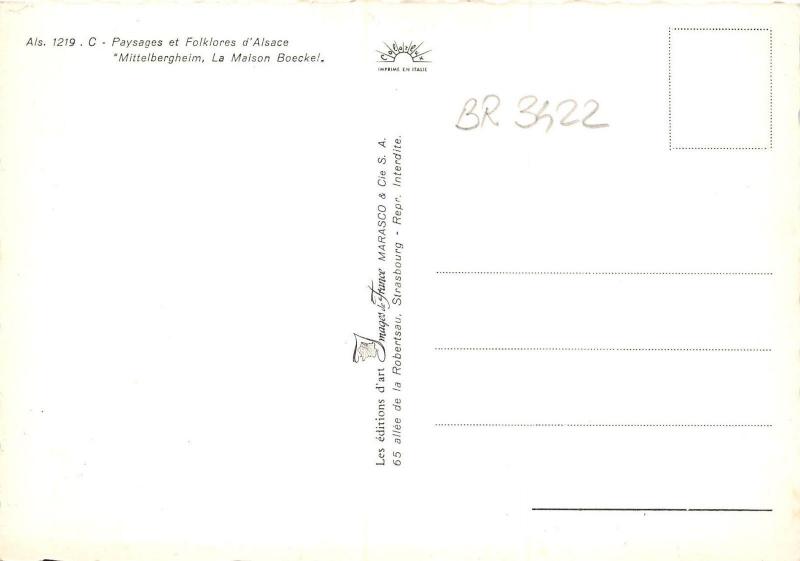 Als. 1219 . C - Paysages et Folklores d'Alsace
"Mittelbergheim, La Maison Boeckel.
Colorlux
IMPRIMÉ EN ITALIE
BR 3422
Les éditions d'art Images de France MARASCO & Cie S. A.
65 allée de la Robertsau, Strasbourg - Repr. Interdite.